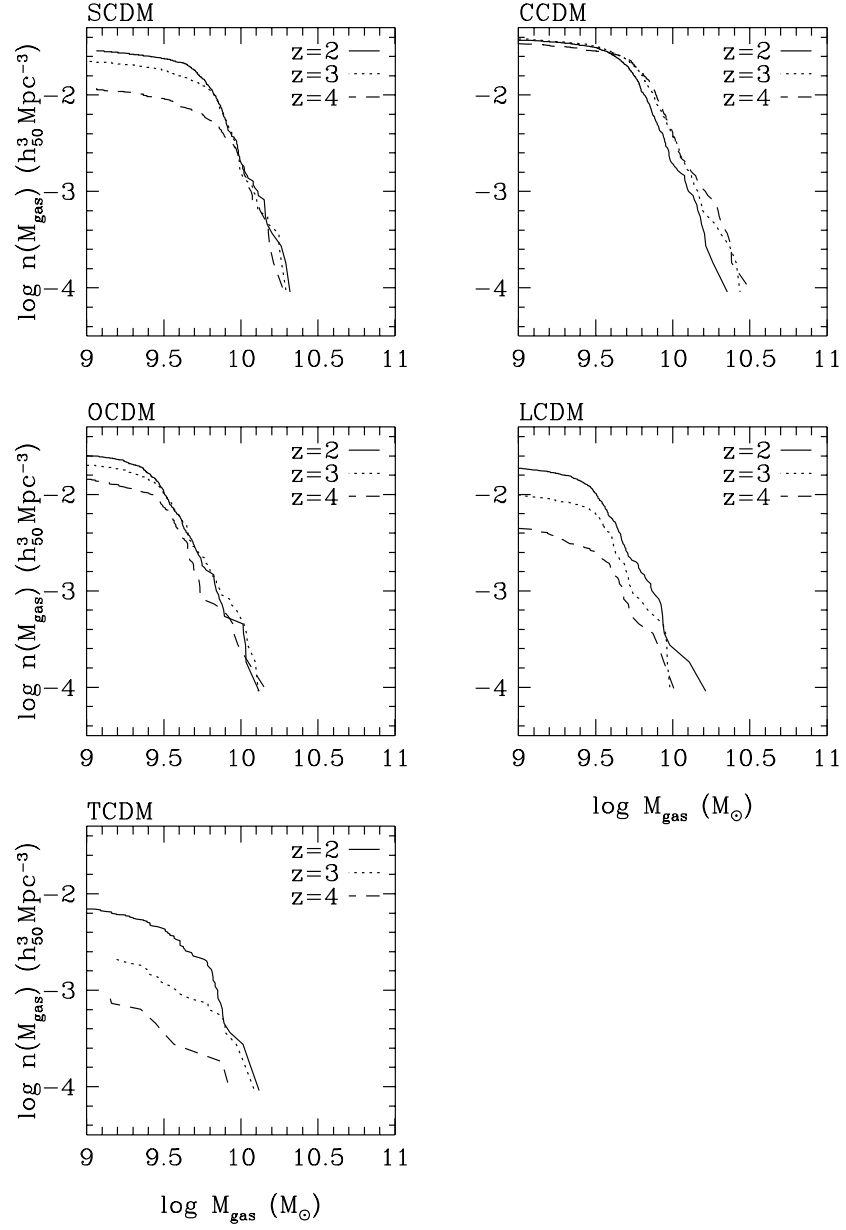 SCDM
z=2
z=3
z=4
log n(M_gas) (h^3_50 Mpc^-3)
-2
-3
-4
9 9.5 10 10.5 11
CCDM
z=2
z=3
z=4
-2
-3
-4
9 9.5 10 10.5 11
OCDM
z=2
z=3
z=4
log n(M_gas) (h^3_50 Mpc^-3)
-2
-3
-4
9 9.5 10 10.5 11
LCDM
z=2
z=3
z=4
-2
-3
-4
9 9.5 10 10.5 11
log M_gas (M_⊙)
TCDM
z=2
z=3
z=4
log n(M_gas) (h^3_50 Mpc^-3)
-2
-3
-4
9 9.5 10 10.5 11
log M_gas (M_⊙)